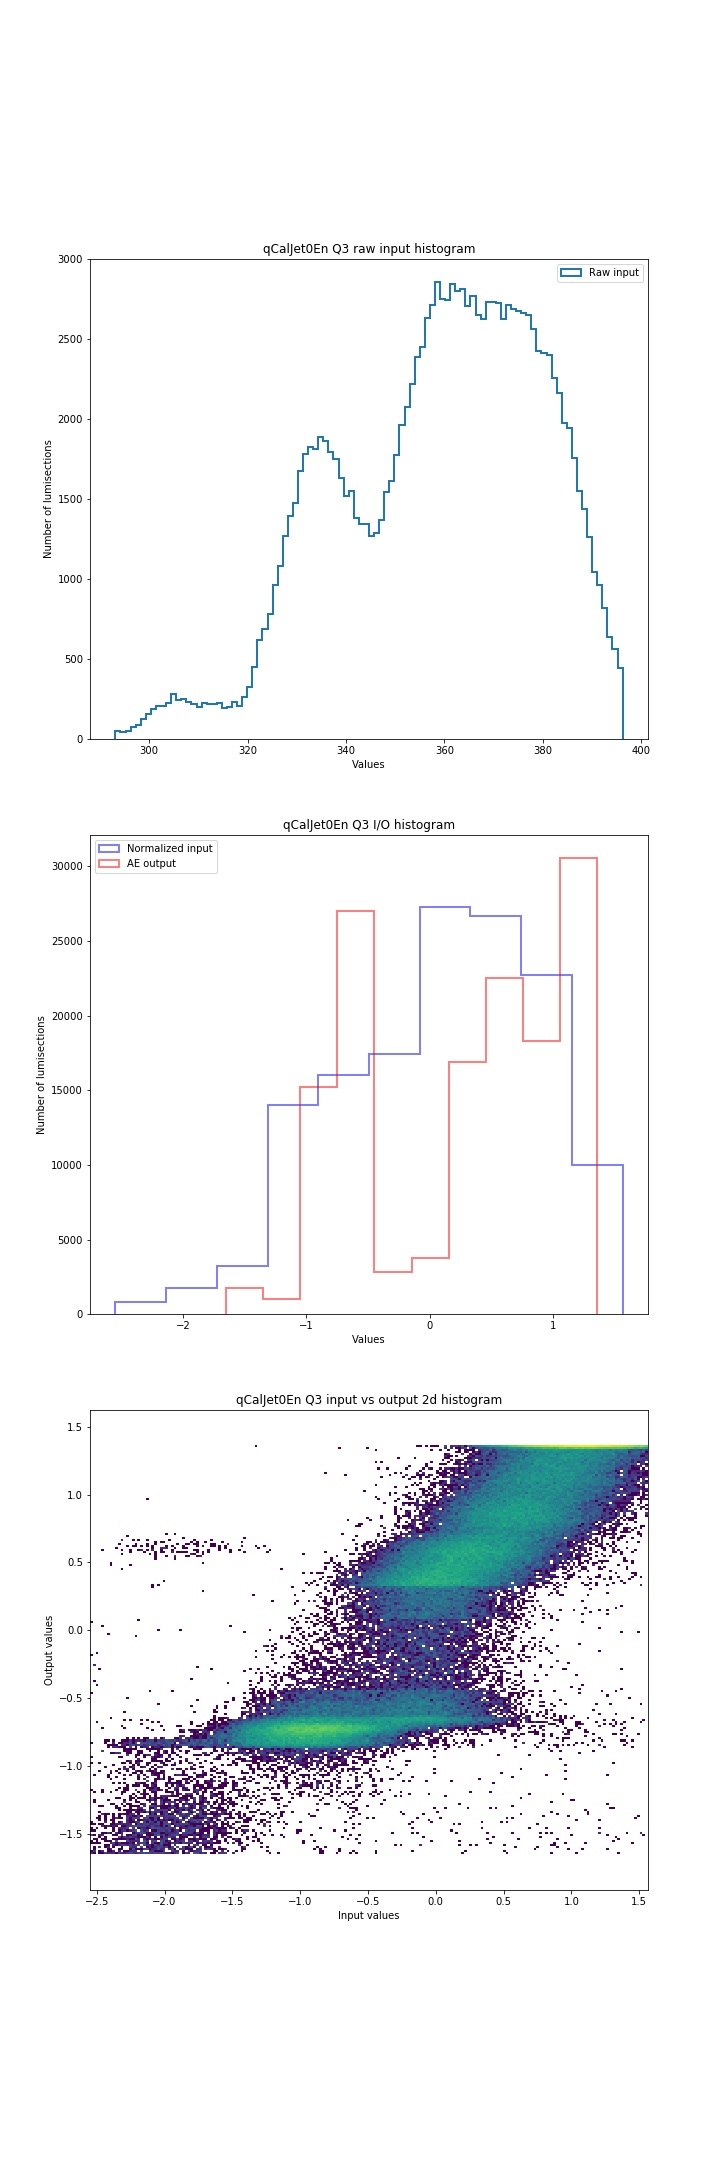 qCalJet0En Q3 raw input histogram
3000
2500
2000
1500
1000
500
0
Number of lumisections
Raw input
300 320 340 360 380 400
Values
qCalJet0En Q3 I/O histogram
30000
25000
20000
15000
10000
5000
0
Number of lumisections
Normalized input
AE output
−2 −1 0 1
Values
qCalJet0En Q3 input vs output 2d histogram
1.5
1.0
0.5
0.0
−0.5
−1.0
−1.5
Output values
−2.5 −2.0 −1.5 −1.0 −0.5 0.0 0.5 1.0 1.5
Input values